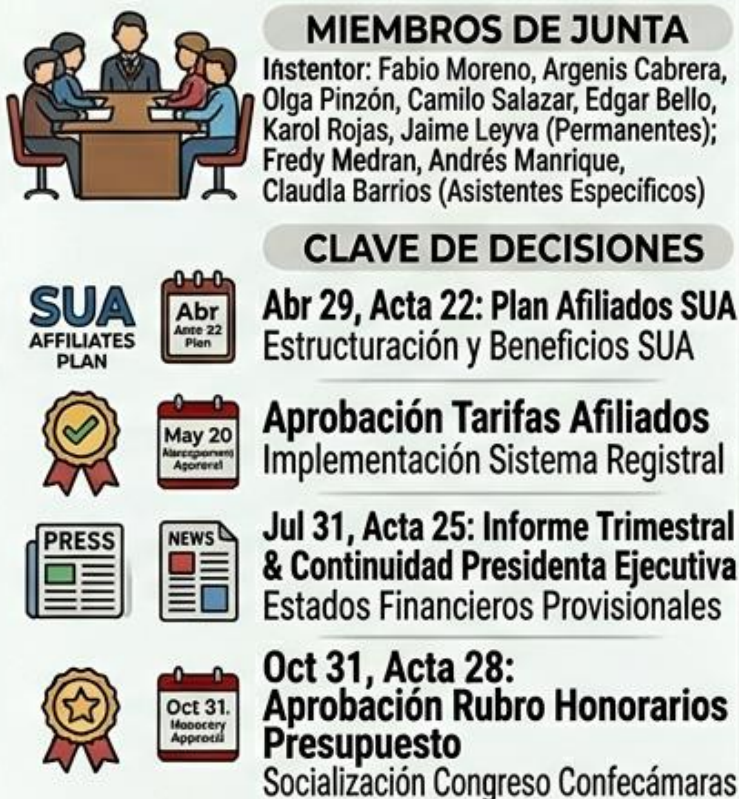 MIEMBROS DE JUNTA
Instentor: Fabio Moreno, Argenis Cabrera,
Olga Pinzón, Camilo Salazar, Edgar Bello,
Karol Rojas, Jaime Leyva (Permanentes);
Fredy Medran, Andrés Manrique,
Claudla Barrios (Asistentes Específicos)
CLAVE DE DECISIONES
SUA
AFFILIATES
PLAN
Abr
22
Plan
Abr 29, Acta 22: Plan Afiliados SUA
Estructuración y Beneficios SUA
May 20
Aprobación Tarifas Afiliados
Implementación Sistema Registral
PRESS
NEWS
Jul 31, Acta 25: Informe Trimestral
& Continuidad Presidenta Ejecutiva
Estados Financieros Provisionales
Oct 31.
Oct 31, Acta 28:
Aprobación Rubro Honorarios
Presupuesto
Socialización Congreso Confecámaras